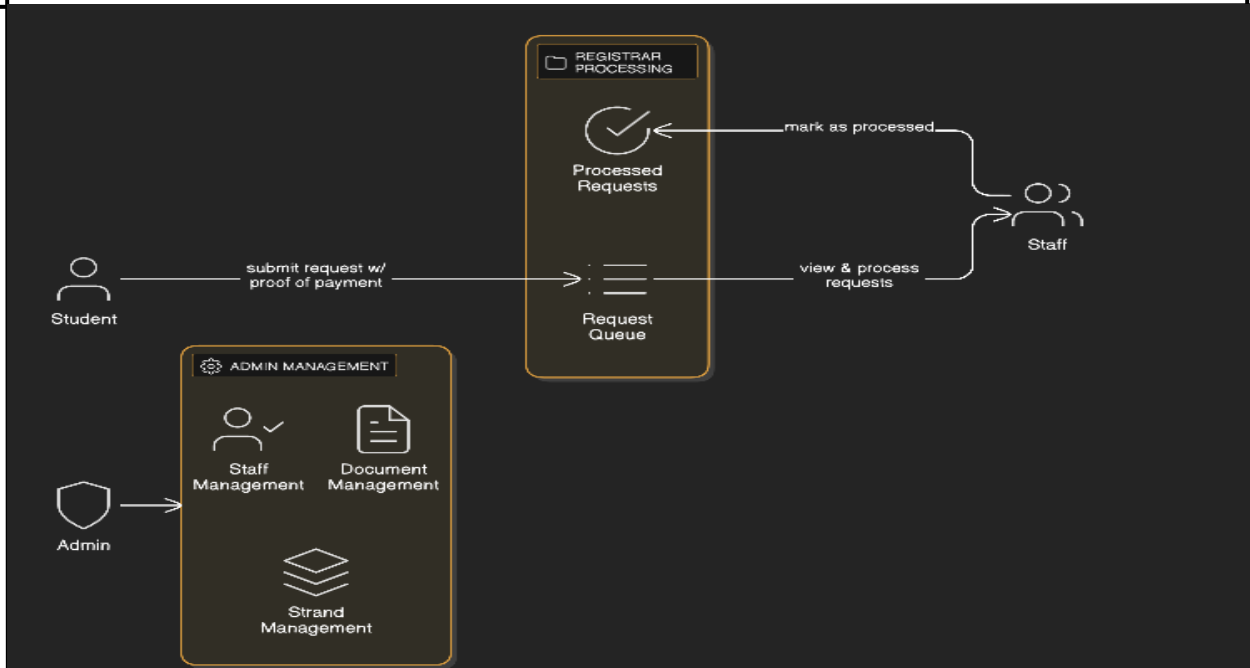 REGISTRAR
PROCESSING
mark as processed
Processed
Requests
Staff
submit request w/
proof of payment
view & process
requests
Student
Request
Queue
ADMIN MANAGEMENT
Staff
Management
Document
Management
Admin
Strand
Management